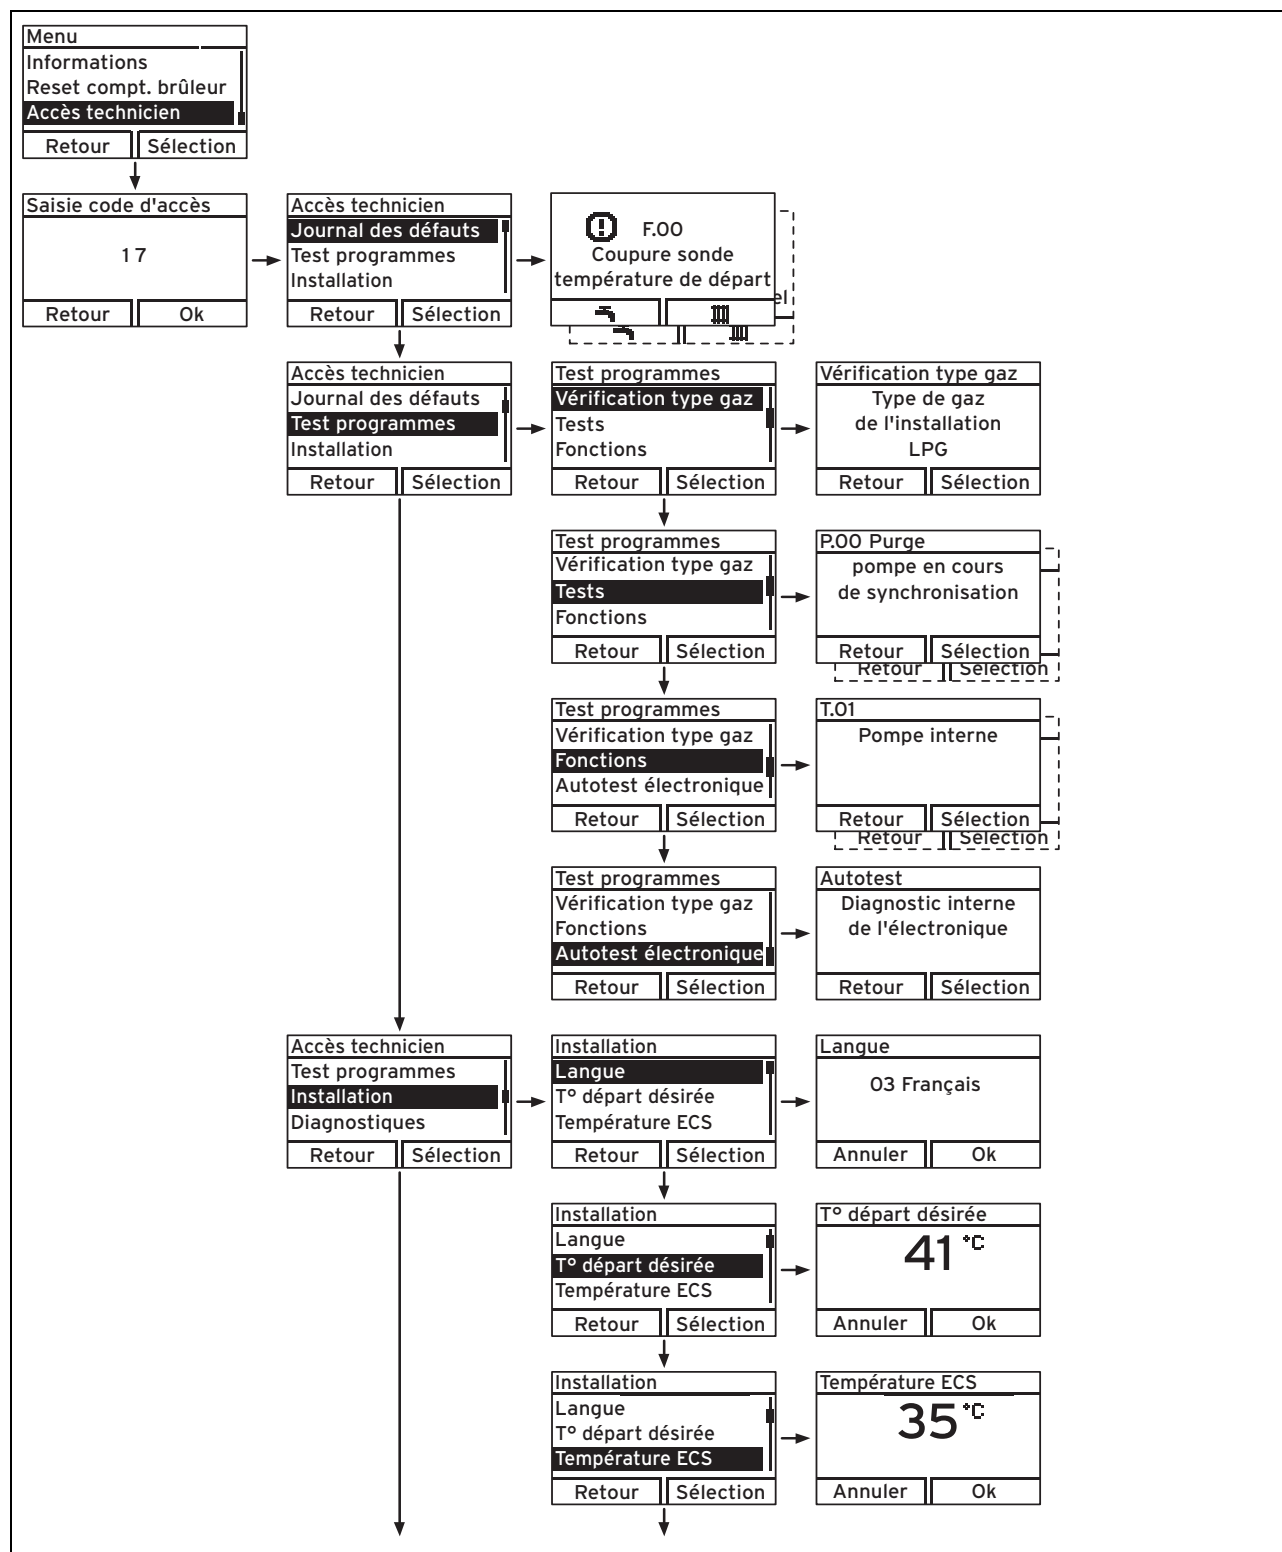 Menu
Informations
Reset compt. brûleur
Accès technicien
Retour Sélection
Saisie code d'accès
17
Retour Ok
Accès technicien
Journal des défauts
Test programmes
Installation
Retour Sélection
F.00
Coupure sonde
température de départ
el
Accès technicien
Journal des défauts
Test programmes
Installation
Retour Sélection
Test programmes
Vérification type gaz
Tests
Fonctions
Retour Sélection
Vérification type gaz
Type de gaz
de l'installation
LPG
Retour Sélection
Test programmes
Vérification type gaz
Tests
Fonctions
Retour Sélection
P.00 Purge
pompe en cours
de synchronisation
Retour Sélection
Retour Sélection
Test programmes
Vérification type gaz
Fonctions
Autotest électronique
Retour Sélection
T.01
Pompe interne
Retour Sélection
Retour Sélection
Test programmes
Vérification type gaz
Fonctions
Autotest électronique
Retour Sélection
Autotest
Diagnostic interne
de l'électronique
Retour Sélection
Accès technicien
Test programmes
Installation
Diagnostiques
Retour Sélection
Installation
Langue
T° départ désirée
Température ECS
Retour Sélection
Langue
03 Français
Annuler Ok
Installation
Langue
T° départ désirée
Température ECS
Retour Sélection
T° départ désirée
41 °C
Annuler Ok
Installation
Langue
T° départ désirée
Température ECS
Retour Sélection
Température ECS
35 °C
Annuler Ok